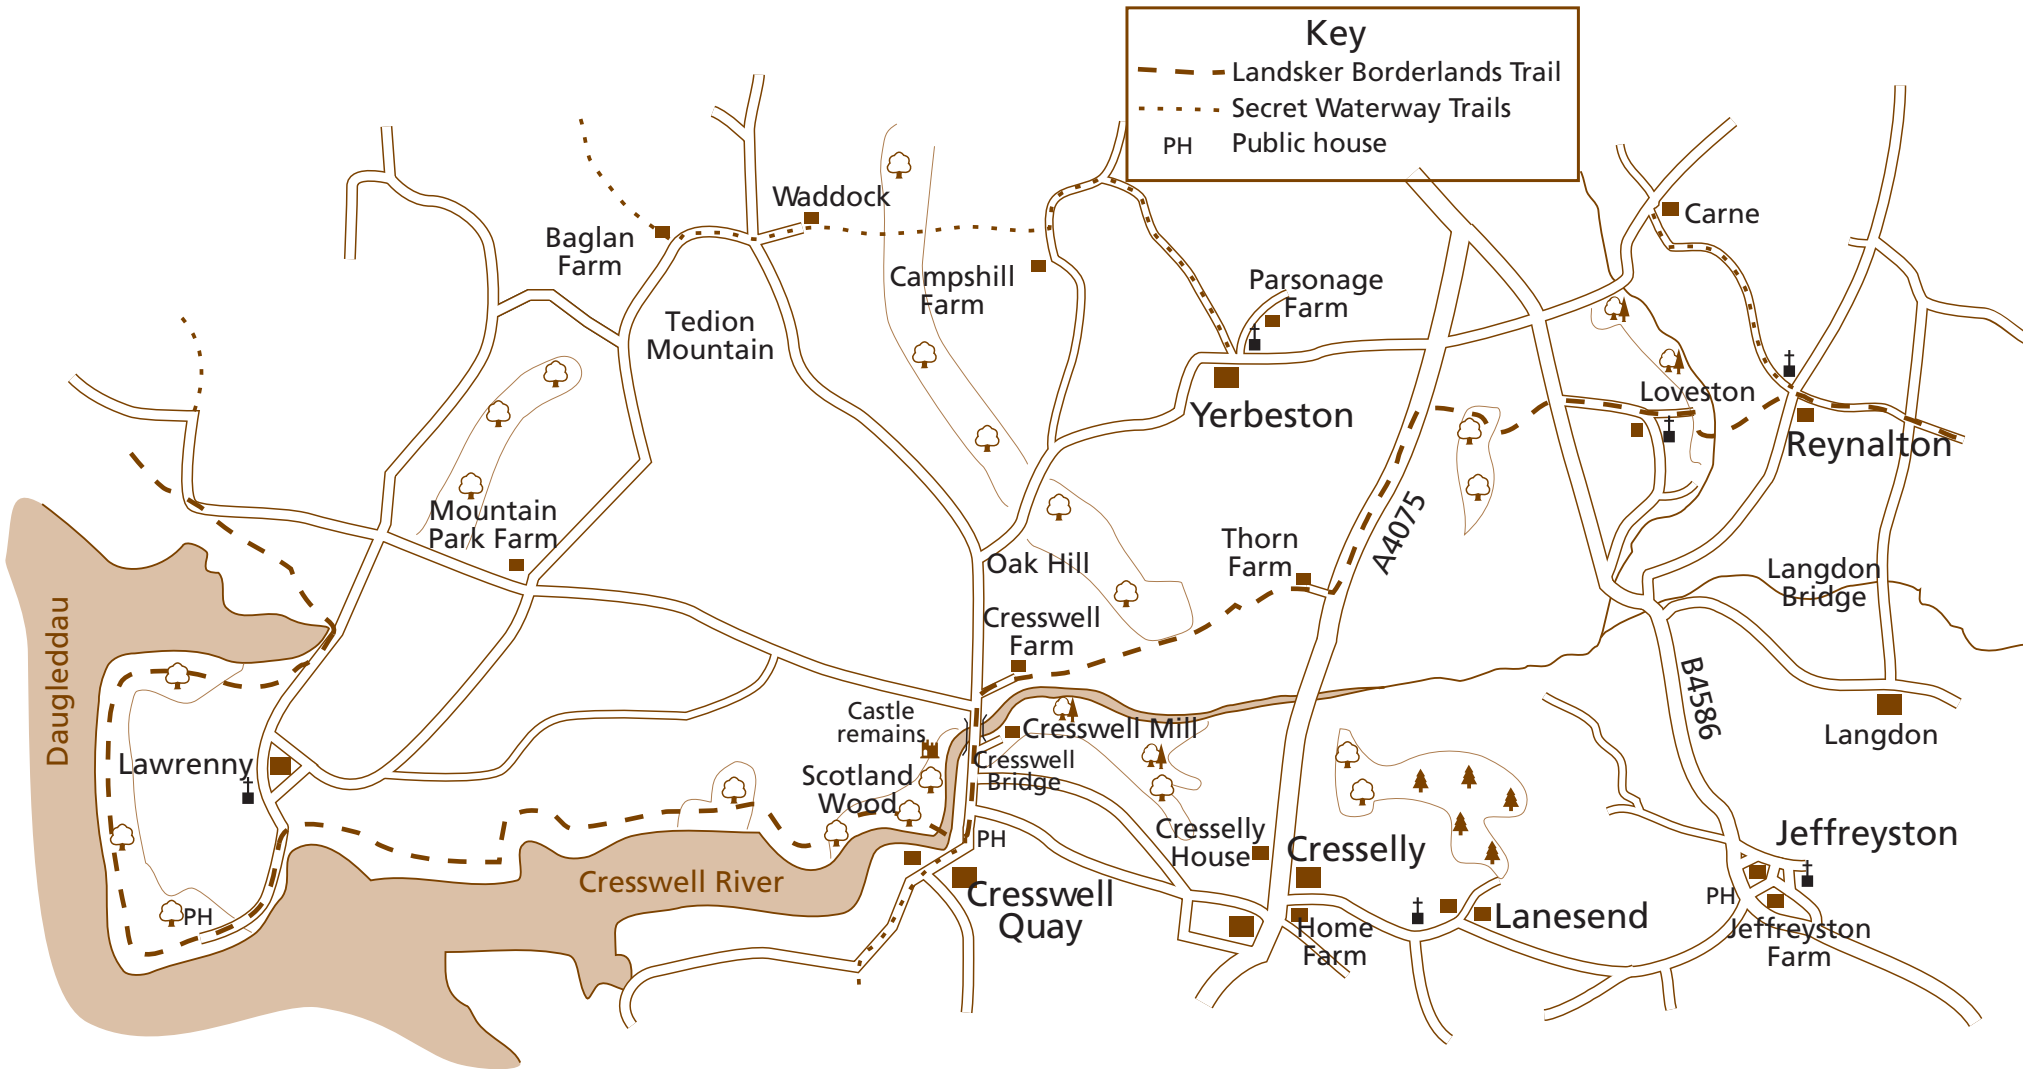 Key
Landsker Borderlands Trail
Secret Waterway Trails
PH Public house
Waddock
Carne
Baglan
Farm
Campshill
Farm
Parsonage
Farm
Tedion
Mountain
Loveston
Yerbeston
Reynalton
Mountain
Park Farm
A4075
Oak Hill
Thorn
Farm
Langdon
Bridge
Daugleddau
Cresswell
Farm
B4586
Castle
remains
Cresswell Mill
Langdon
Lawrenny
Cresswell
Bridge
Scotland
Wood
PH
Cresselly
House
Cresselly
Jeffreyston
Cresswell River
Cresswell
Quay
PH
PH
Lanesend
Home
Farm
Jeffreyston
Farm